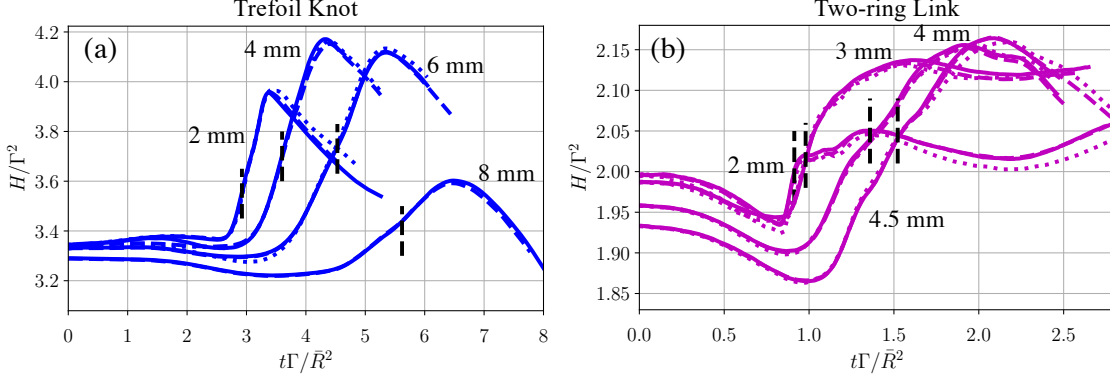 Trefoil Knot
(a)
H/Γ²
4.2
4.0
3.8
3.6
3.4
3.2
2 mm
4 mm
6 mm
8 mm
0 1 2 3 4 5 6 7 8
tΓ/R̄²
Two-ring Link
(b)
H/Γ²
2.15
2.10
2.05
2.00
1.95
1.90
1.85
4 mm
3 mm
2 mm
4.5 mm
0.0 0.5 1.0 1.5 2.0 2.5
tΓ/R̄²